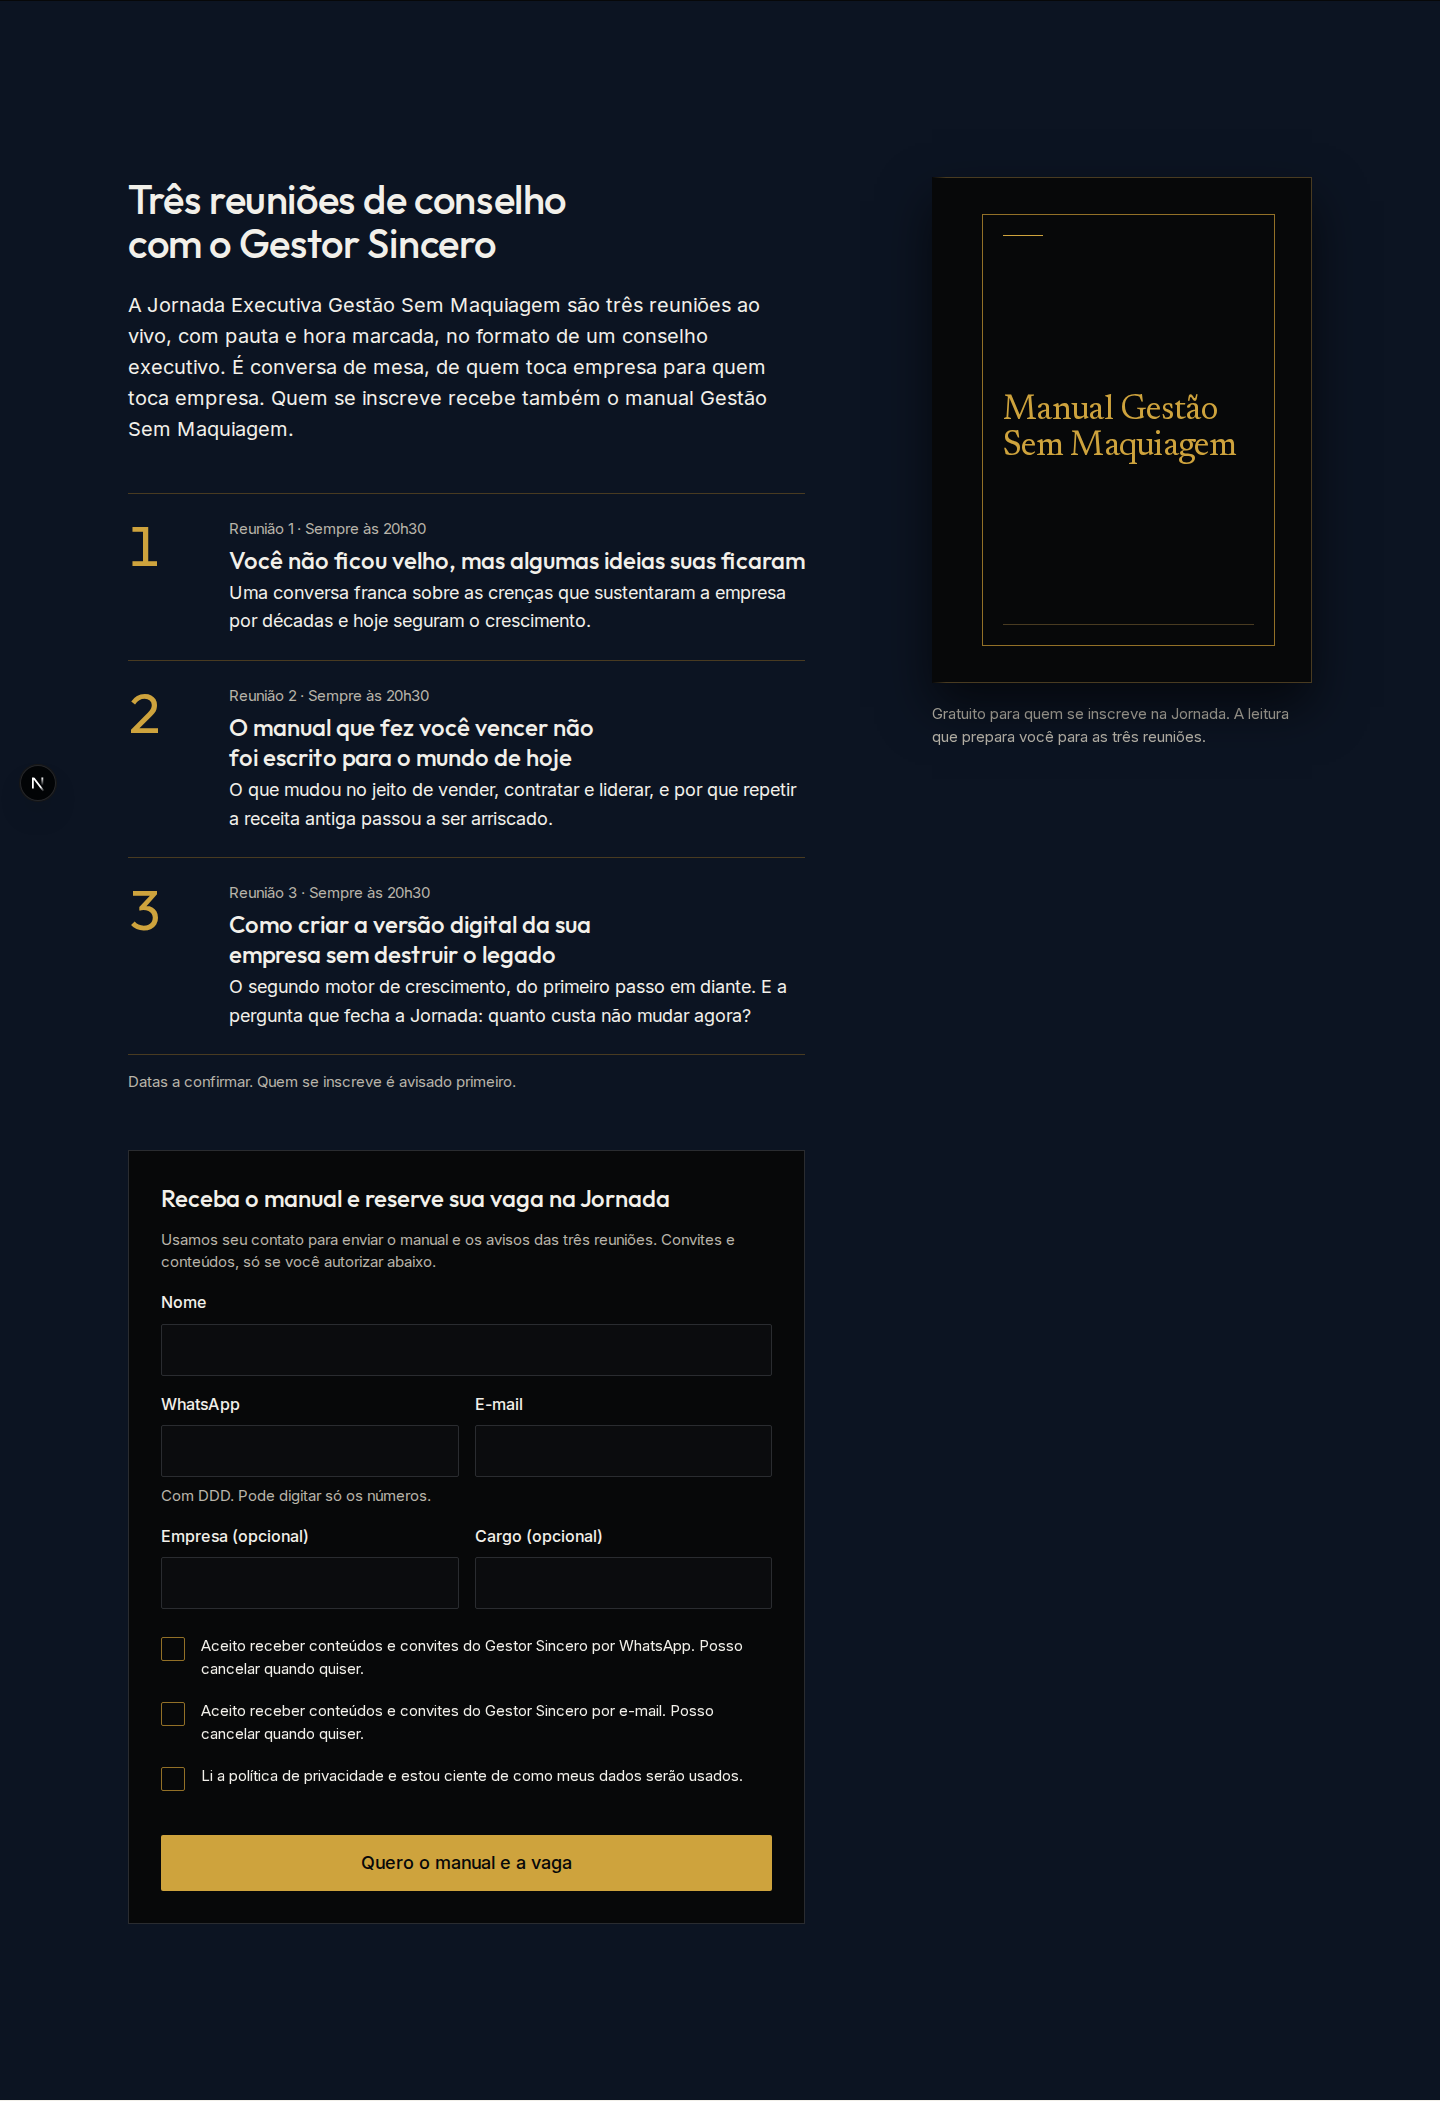 Três reuniões de conselho
com o Gestor Sincero
A Jornada Executiva Gestão Sem Maquiagem são três reuniões ao
vivo, com pauta e hora marcada, no formato de um conselho
executivo. É conversa de mesa, de quem toca empresa para quem
toca empresa. Quem se inscreve recebe também o manual Gestão
Sem Maquiagem.
1
Reunião 1 · Sempre às 20h30
Você não ficou velho, mas algumas ideias suas ficaram
Uma conversa franca sobre as crenças que sustentaram a empresa
por décadas e hoje seguram o crescimento.
2
Reunião 2 · Sempre às 20h30
O manual que fez você vencer não
foi escrito para o mundo de hoje
O que mudou no jeito de vender, contratar e liderar, e por que repetir
a receita antiga passou a ser arriscado.
3
Reunião 3 · Sempre às 20h30
Como criar a versão digital da sua
empresa sem destruir o legado
O segundo motor de crescimento, do primeiro passo em diante. E a
pergunta que fecha a Jornada: quanto custa não mudar agora?
Datas a confirmar. Quem se inscreve é avisado primeiro.
Receba o manual e reserve sua vaga na Jornada
Usamos seu contato para enviar o manual e os avisos das três reuniões. Convites e
conteúdos, só se você autorizar abaixo.
Nome
WhatsApp
E-mail
Com DDD. Pode digitar só os números.
Empresa (opcional)
Cargo (opcional)
Aceito receber conteúdos e convites do Gestor Sincero por WhatsApp. Posso
cancelar quando quiser.
Aceito receber conteúdos e convites do Gestor Sincero por e-mail. Posso
cancelar quando quiser.
Li a política de privacidade e estou ciente de como meus dados serão usados.
Quero o manual e a vaga
Manual Gestão
Sem Maquiagem
Gratuito para quem se inscreve na Jornada. A leitura
que prepara você para as três reuniões.
N